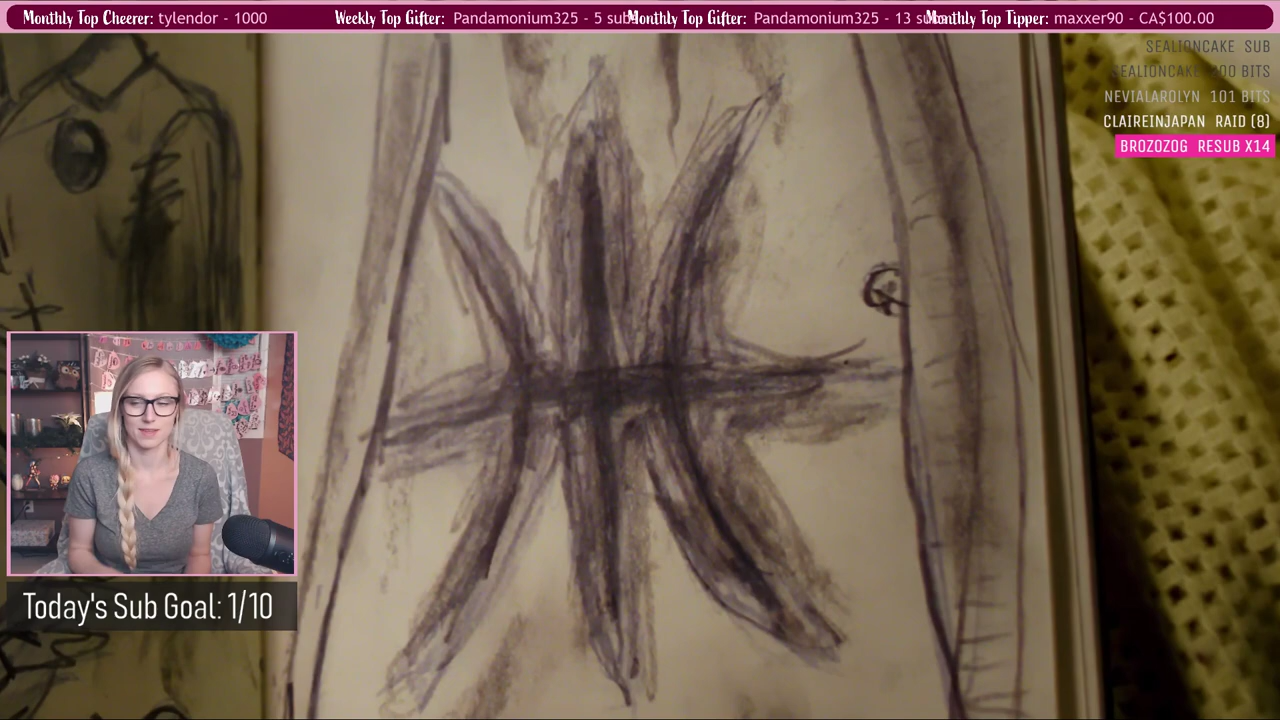 Monthly Top Cheerer: tylendor - 1000
Weekly Top Gifter: Pandamonium325 - 5
Monthly Top Gifter: Pandamonium325 - 13
Monthly Top Tipper: maxxer90 - CA$100.00
SEALIONCAKE SUB
SEALIONCAKE BITS
NEVIALAROLYN 101 BITS
CLAIREINJAPAN RAID (8)
BROZOZOG RESUB X14
Today's Sub Goal: 1/10